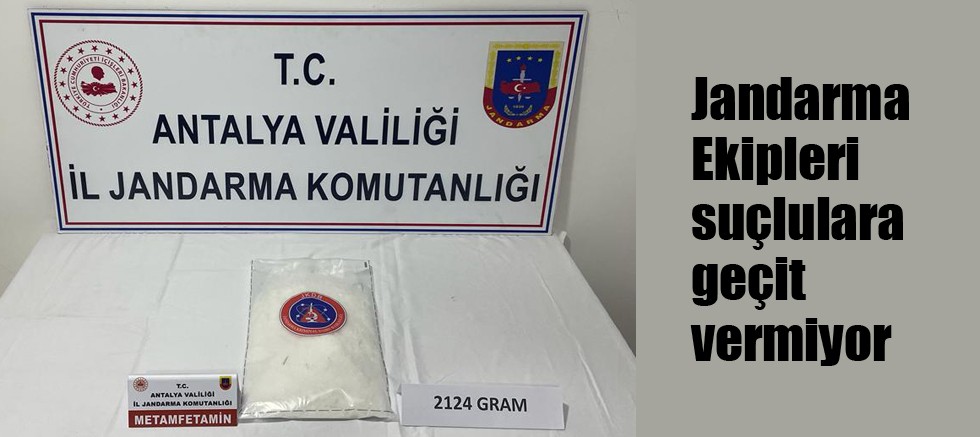 T.C.
ANTALYA VALİLİĞİ
İL JANDARMA KOMUTANLIĞI
JANDARMA
T.C.
ANTALYA VALİLİĞİ
İL JANDARMA KOMUTANLIĞI
METAMFETAMİN
2124 GRAM
Jandarma
Ekipleri
suçlulara
geçit
vermiyor